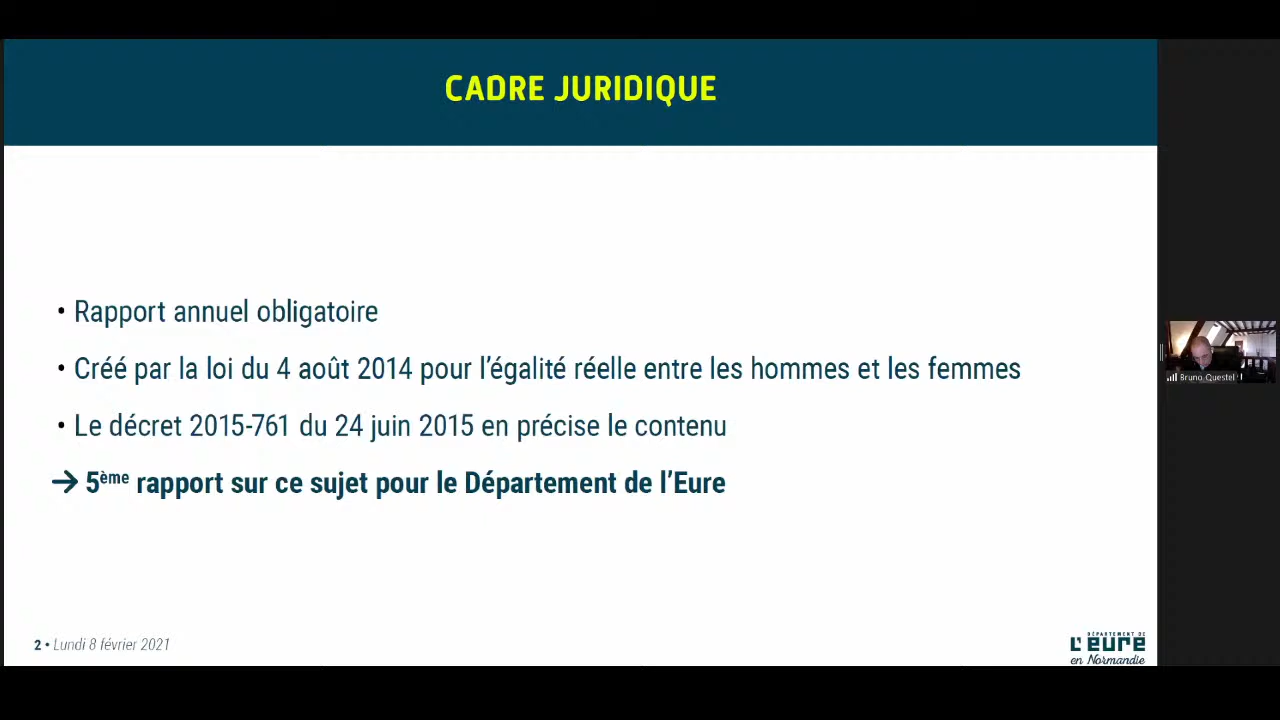 CADRE JURIDIQUE
• Rapport annuel obligatoire
• Créé par la loi du 4 août 2014 pour l’égalité réelle entre les hommes et les femmes
• Le décret 2015-761 du 24 juin 2015 en précise le contenu
→ 5ème rapport sur ce sujet pour le Département de l’Eure
Bruno Questel
2 • Lundi 8 février 2021
DÉPARTEMENT DE
L’EURE
en Normandie